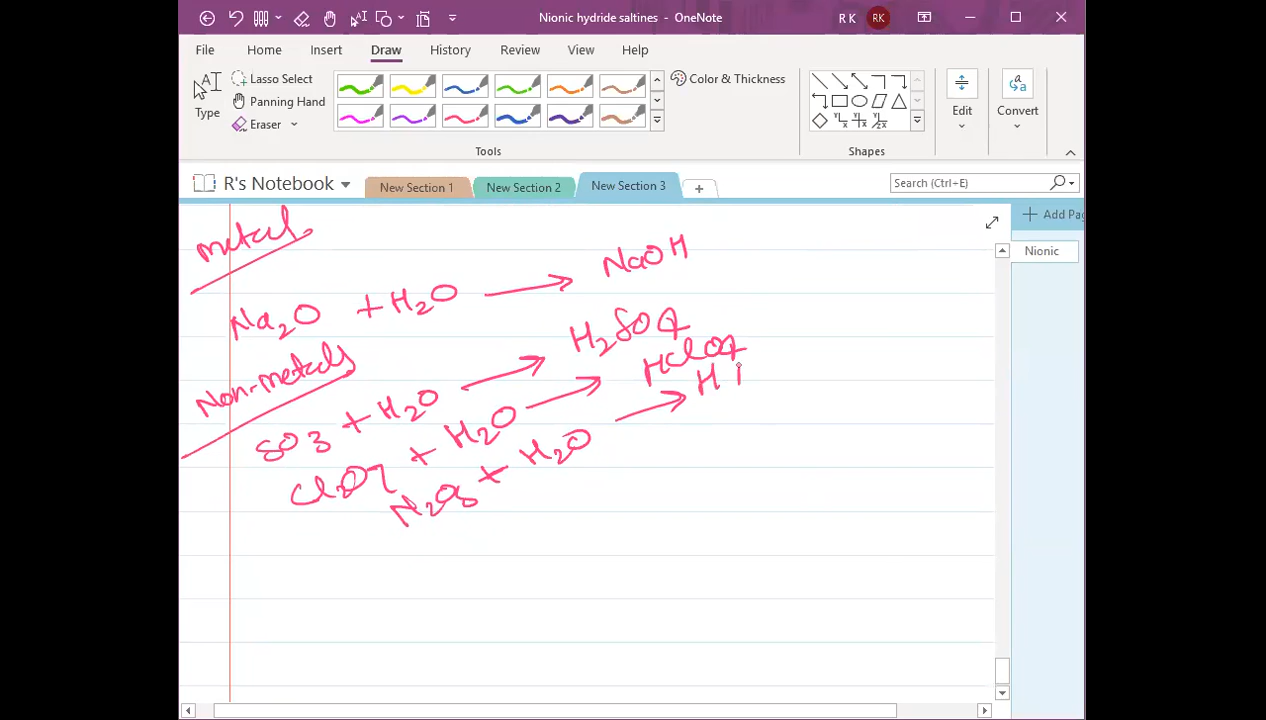 Nionic hydride saltines - OneNote
R K
RK
File Home Insert Draw History Review View Help
Type
Lasso Select
Panning Hand
Eraser
Color & Thickness
Edit
Convert
Tools
Shapes
R's Notebook
New Section 1
New Section 2
New Section 3
Search (Ctrl+E)
Add Pag
Nionic
metal
Na2O + H2O → NaOH
Non-metals
SO3 + H2O → H2SO4
Cl2O7 + H2O → HClO4
N2O5 + H2O → H